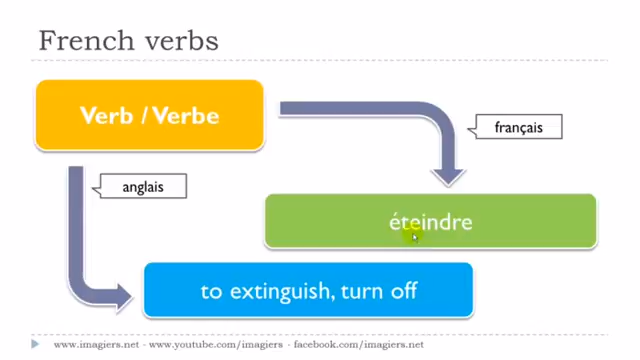 French verbs
Verb / Verbe
français
anglais
éteindre
to extinguish, turn off
www.imagiers.net - www.youtube.com/imagiers - facebook.com/imagiers.net